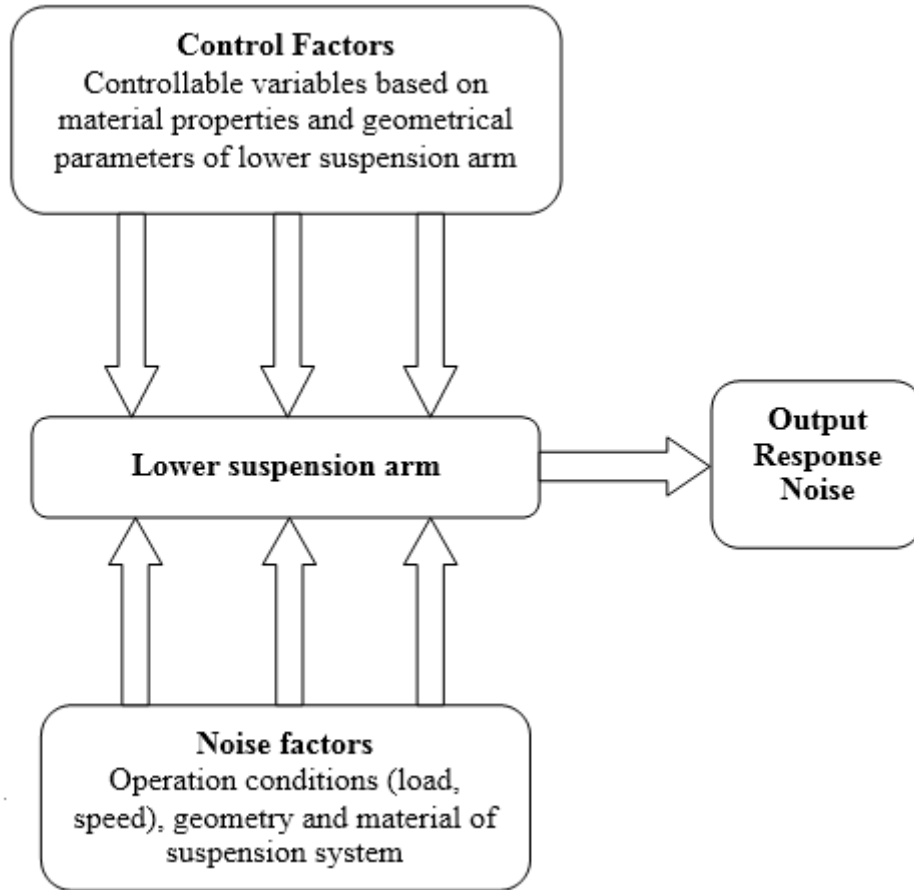 Control Factors
Controllable variables based on
material properties and geometrical
parameters of lower suspension arm
Lower suspension arm
Output
Response
Noise
Noise factors
Operation conditions (load,
speed), geometry and material of
suspension system